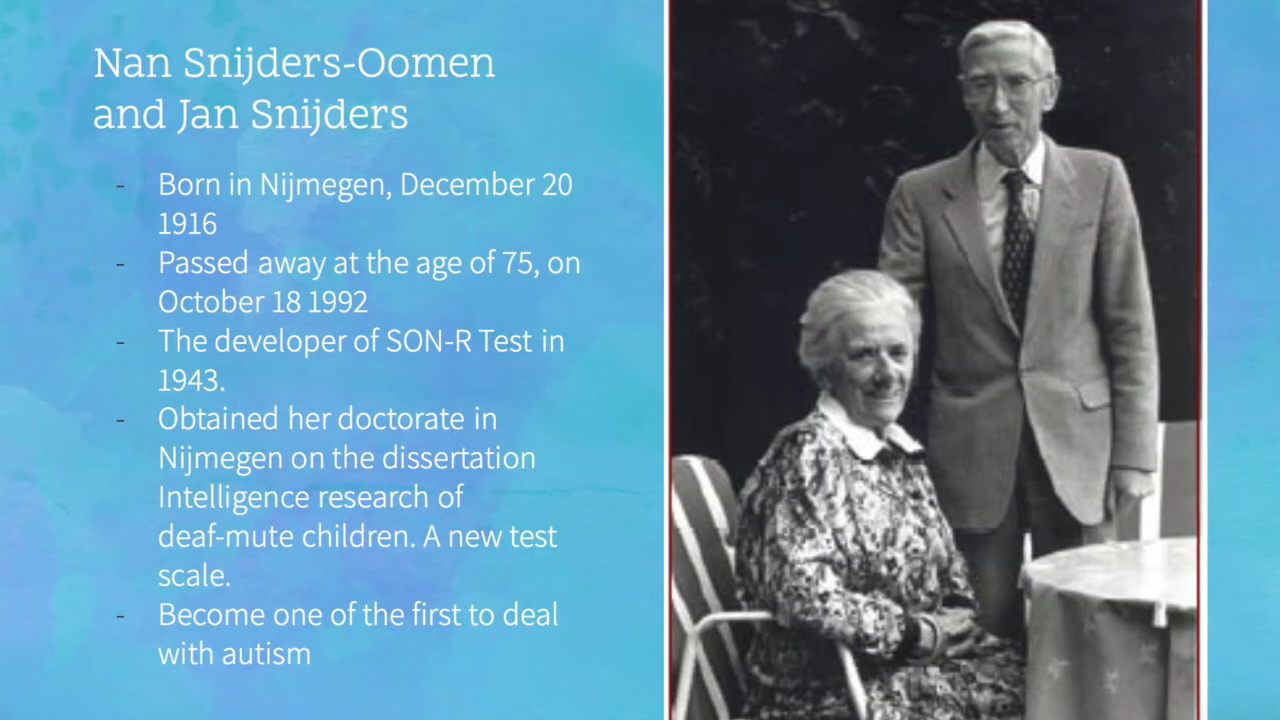 Nan Snijders-Oomen
and Jan Snijders
- Born in Nijmegen, December 20
1916
- Passed away at the age of 75, on
October 18 1992
- The developer of SON-R Test in
1943.
- Obtained her doctorate in
Nijmegen on the dissertation
Intelligence research of
deaf-mute children. A new test
scale.
- Become one of the first to deal
with autism